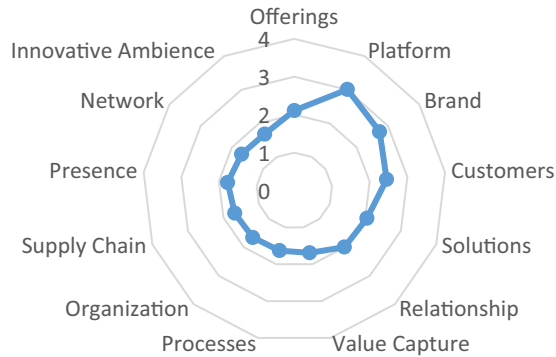 Offerings
4
Innovative Ambience
Platform
3
Network
Brand
2
1
Presence
Customers
0
Supply Chain
Solutions
Organization
Relationship
Processes
Value Capture